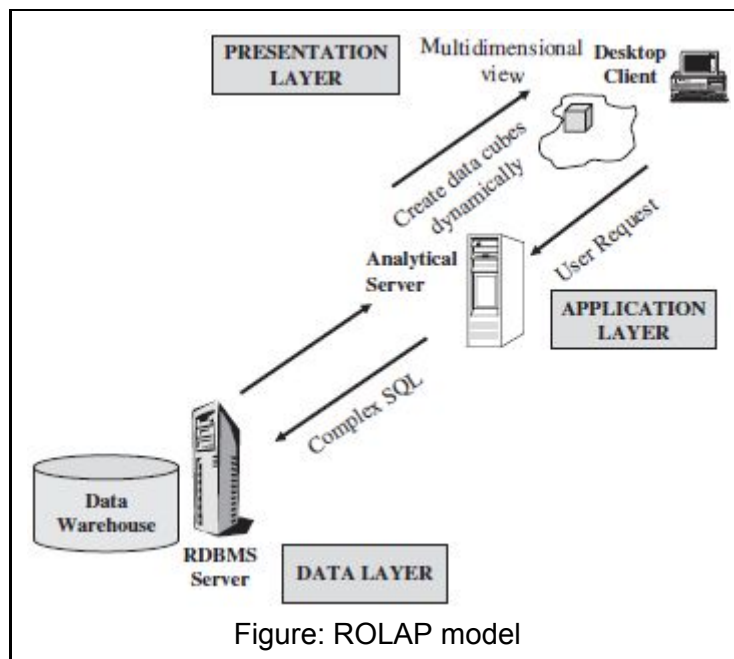 PRESENTATION
LAYER
Multidimensional
view
Desktop
Client
Create data cubes
dynamically
User Request
Analytical
Server
APPLICATION
LAYER
Complex SQL
Data
Warehouse
RDBMS
Server
DATA LAYER
Figure: ROLAP model